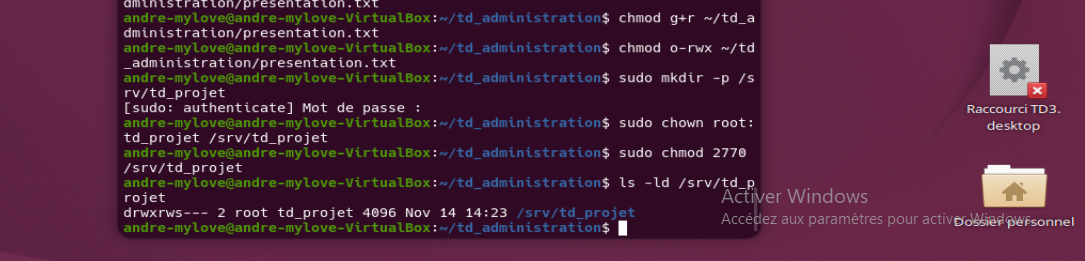 dministration/presentation.txt
andre-mylove@andre-mylove-VirtualBox:~/td_administration$ chmod g+r ~/td_a
dministration/presentation.txt
andre-mylove@andre-mylove-VirtualBox:~/td_administration$ chmod o-rwx ~/td
_administration/presentation.txt
andre-mylove@andre-mylove-VirtualBox:~/td_administration$ sudo mkdir -p /s
rv/td_projet
[sudo: authenticate] Mot de passe :
andre-mylove@andre-mylove-VirtualBox:~/td_administration$ sudo chown root:
td_projet /srv/td_projet
andre-mylove@andre-mylove-VirtualBox:~/td_administration$ sudo chmod 2770
/srv/td_projet
andre-mylove@andre-mylove-VirtualBox:~/td_administration$ ls -ld /srv/td_p
rojet
drwxrws--- 2 root td_projet 4096 Nov 14 14:23 /srv/td_projet
andre-mylove@andre-mylove-VirtualBox:~/td_administration$
Raccourci TD3.
desktop
Activer Windows
Accédez aux paramètres pour activer Windows.
Dossier personnel